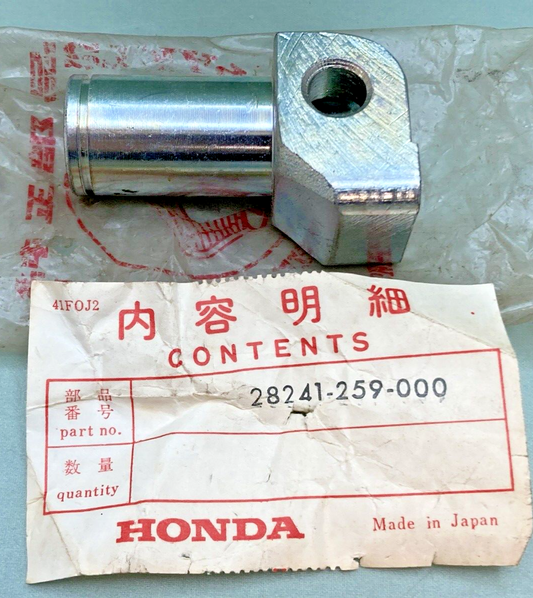 41FOJ2
内容明細
CONTENTS
部品
番号
part no.
28241-259-000
数量
quantity
HONDA
Made in Japan